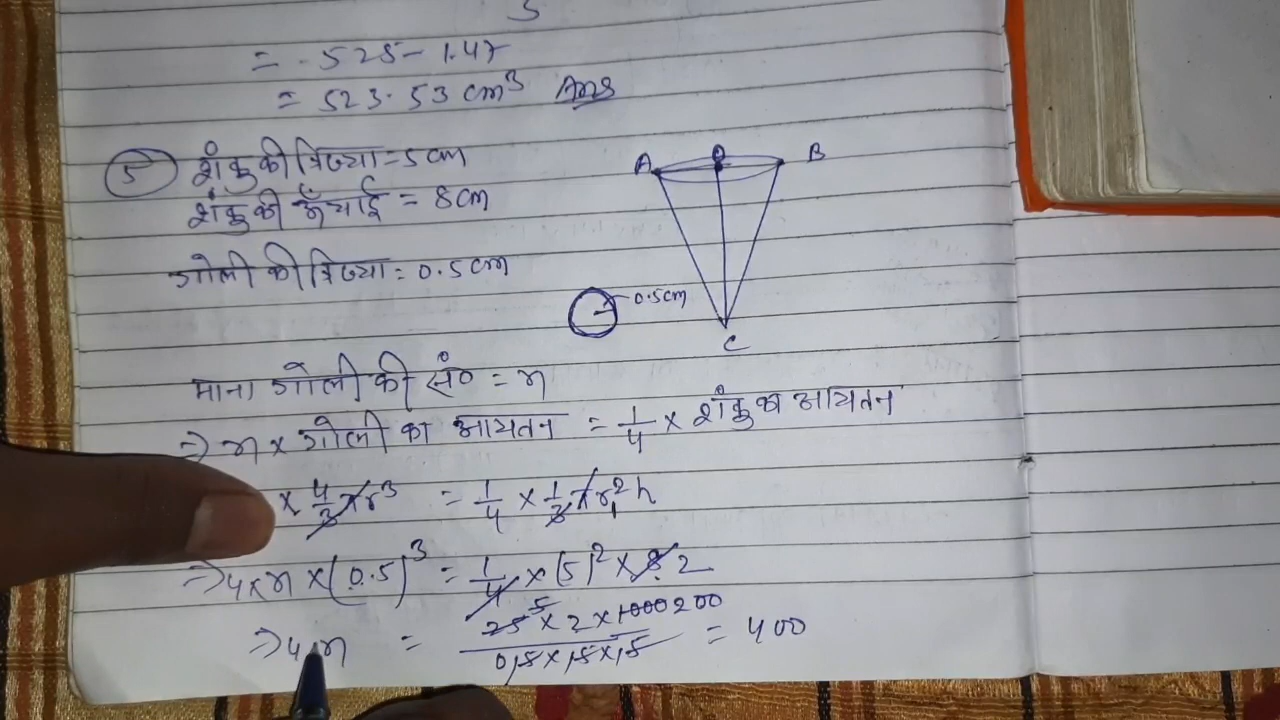 5
= 525 - 1.47
= 523.53 cm³ Ans
5 शंकु की त्रिज्या = 5 cm
शंकु की ऊँचाई = 8 cm
गोली की त्रिज्या = 0.5 cm
A O B
0.5cm
C
माना गोली की सं० = n
⇒ n × गोली का आयतन = 1/4 × शंकु का आयतन
× 4/3 πr³ = 1/4 × 1/3 πr₁²h
⇒ 4×n×(0.5)³ = 1/4 × (5)² × 8 2
⇒ 4n = 25 5 × 2 × 1000 200 / 0.5 × .5 × .5 = 400